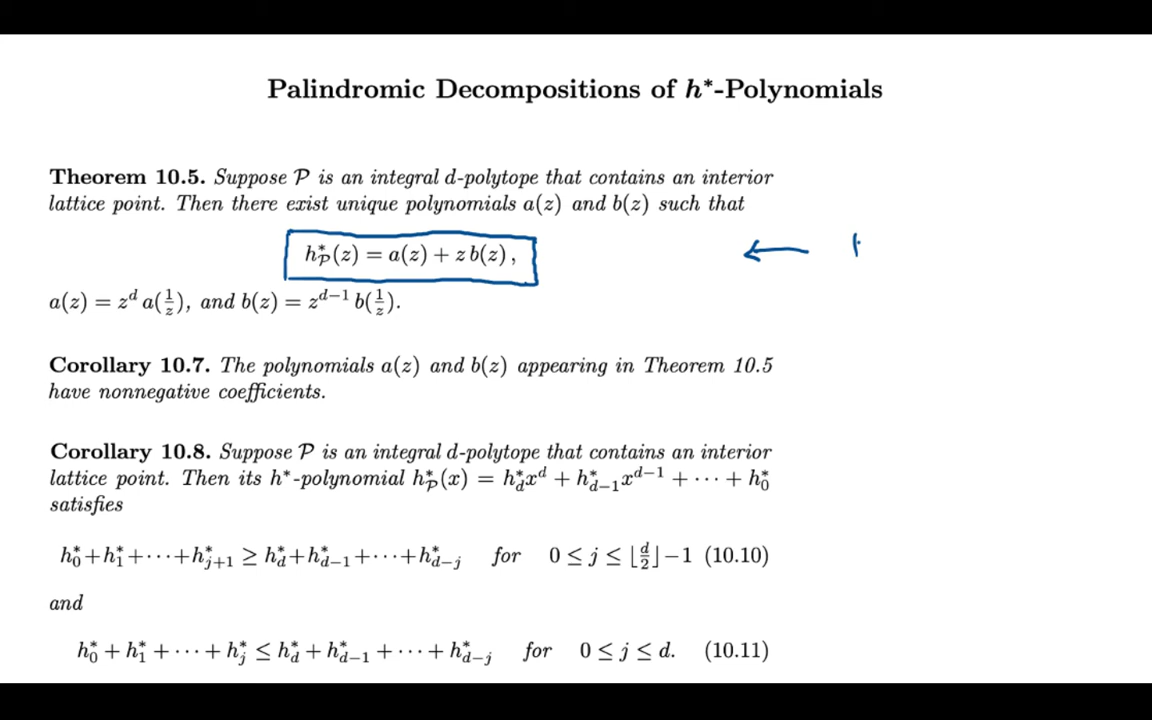 Palindromic Decompositions of h*-Polynomials
Theorem 10.5. Suppose 𝒫 is an integral d-polytope that contains an interior
lattice point. Then there exist unique polynomials a(z) and b(z) such that
h*_𝒫(z) = a(z) + z b(z) ,
a(z) = z^d a(1/z), and b(z) = z^{d−1} b(1/z).
Corollary 10.7. The polynomials a(z) and b(z) appearing in Theorem 10.5
have nonnegative coefficients.
Corollary 10.8. Suppose 𝒫 is an integral d-polytope that contains an interior
lattice point. Then its h*-polynomial h*_𝒫(x) = h*_d x^d + h*_{d−1} x^{d−1} + ··· + h*_0
satisfies
h*_0 + h*_1 + ··· + h*_{j+1} ≥ h*_d + h*_{d−1} + ··· + h*_{d−j} for 0 ≤ j ≤ ⌊d/2⌋ − 1 (10.10)
and
h*_0 + h*_1 + ··· + h*_j ≤ h*_d + h*_{d−1} + ··· + h*_{d−j} for 0 ≤ j ≤ d. (10.11)